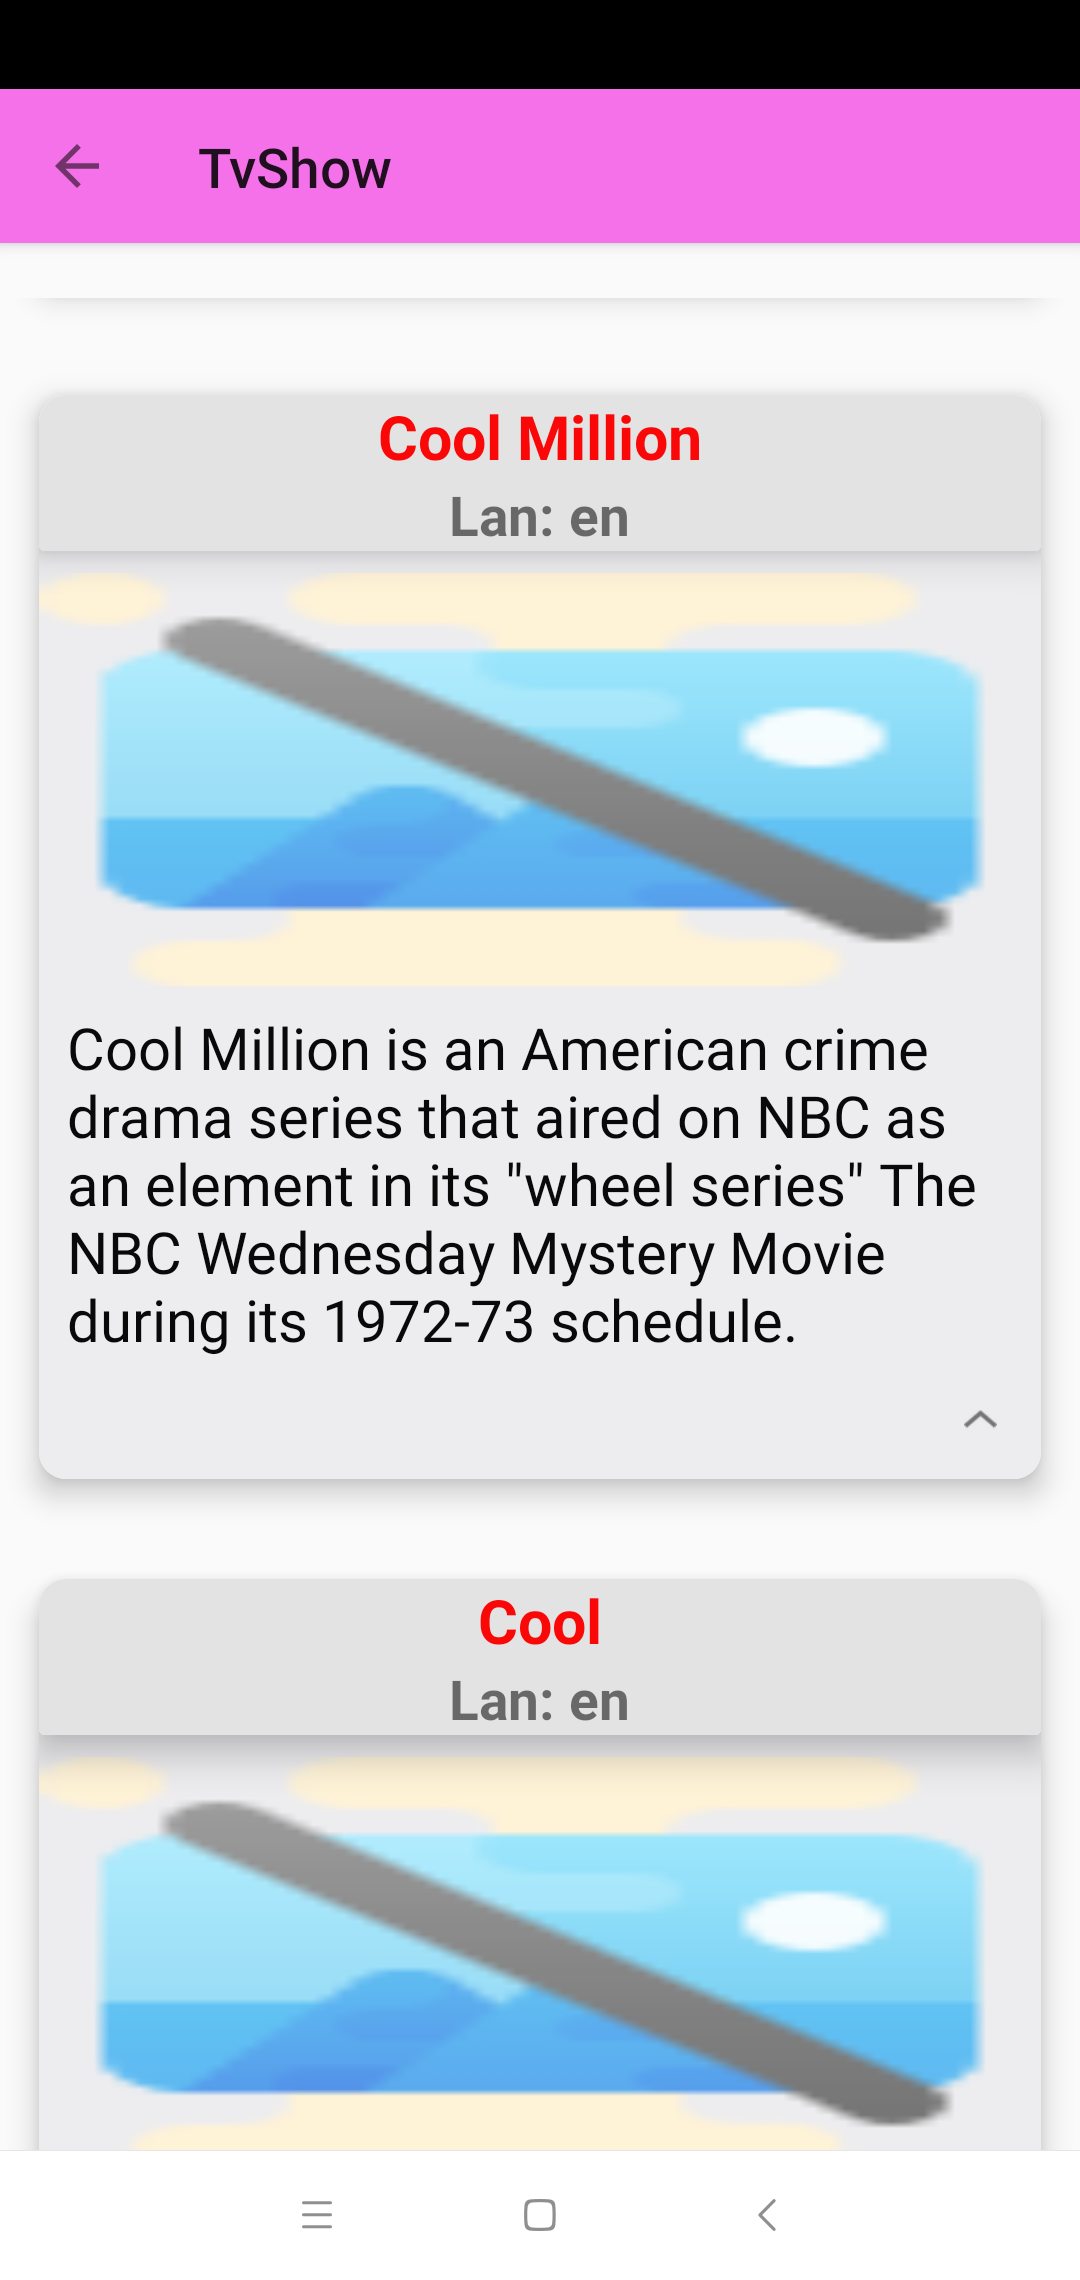 TvShow
Cool Million
Lan: en
Cool Million is an American crime
drama series that aired on NBC as
an element in its "wheel series" The
NBC Wednesday Mystery Movie
during its 1972-73 schedule.
Cool
Lan: en